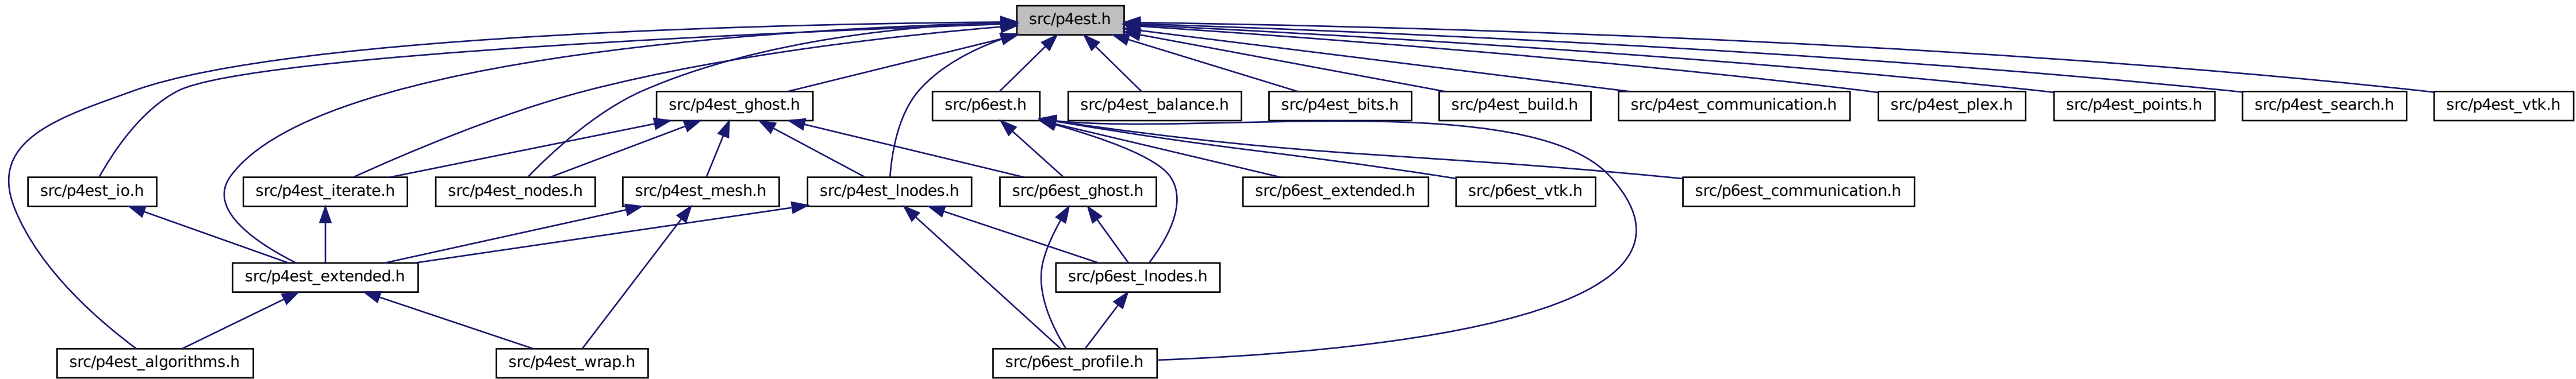 src/p4est.h
src/p4est_ghost.h
src/p6est.h
src/p4est_balance.h
src/p4est_bits.h
src/p4est_build.h
src/p4est_communication.h
src/p4est_plex.h
src/p4est_points.h
src/p4est_search.h
src/p4est_vtk.h
src/p4est_io.h
src/p4est_iterate.h
src/p4est_nodes.h
src/p4est_mesh.h
src/p4est_lnodes.h
src/p6est_ghost.h
src/p6est_extended.h
src/p6est_vtk.h
src/p6est_communication.h
src/p4est_extended.h
src/p6est_lnodes.h
src/p4est_algorithms.h
src/p4est_wrap.h
src/p6est_profile.h